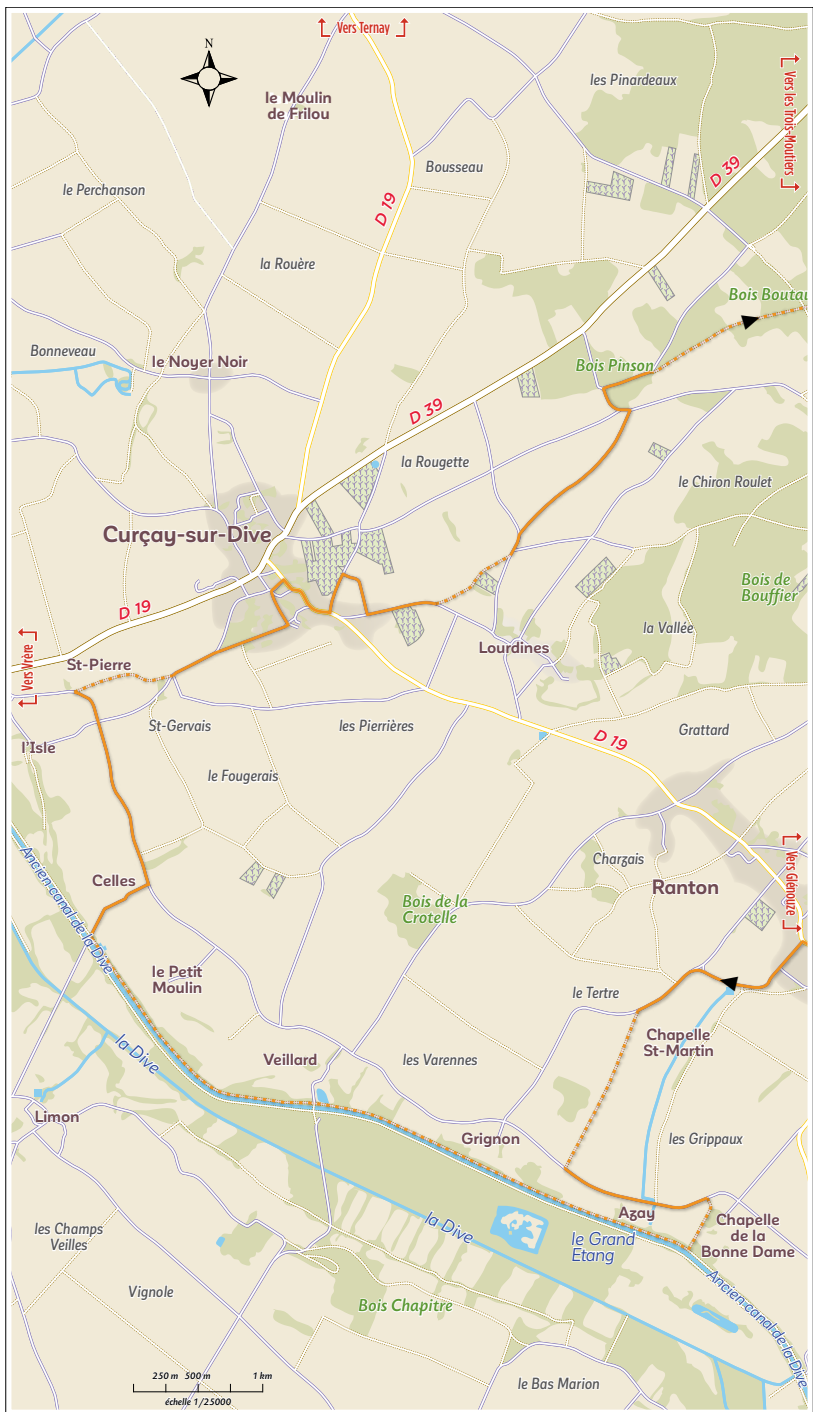 Vers Ternay
N
les Pinardeaux
Vers les Trois-Moutiers
le Moulin
de Frilou
Bousseau
D 39
le Perchanson
D 19
la Rouère
Bois Boutau
Bonneveau
le Noyer Noir
Bois Pinson
D 39
la Rougette
le Chiron Roulet
Curçay-sur-Dive
Bois de
Bouffier
D 19
la Vallée
Vers Vrère
St-Pierre
Lourdines
St-Gervais
les Pierrières
Grattard
l'Isle
D 19
le Fougerais
Ancien canal de la Dive
Charzais
Vers Glénouze
Celles
Ranton
Bois de la
Crotelle
le Petit
Moulin
le Tertre
la Dive
Chapelle
St-Martin
Veillard
les Varennes
Limon
Grignon
les Grippaux
la Dive
Azay
Chapelle
de la
Bonne Dame
les Champs
Veilles
le Grand
Etang
Ancien canal de la Dive
Vignole
Bois Chapitre
250 m 500 m 1 km
échelle 1/25000
le Bas Marion